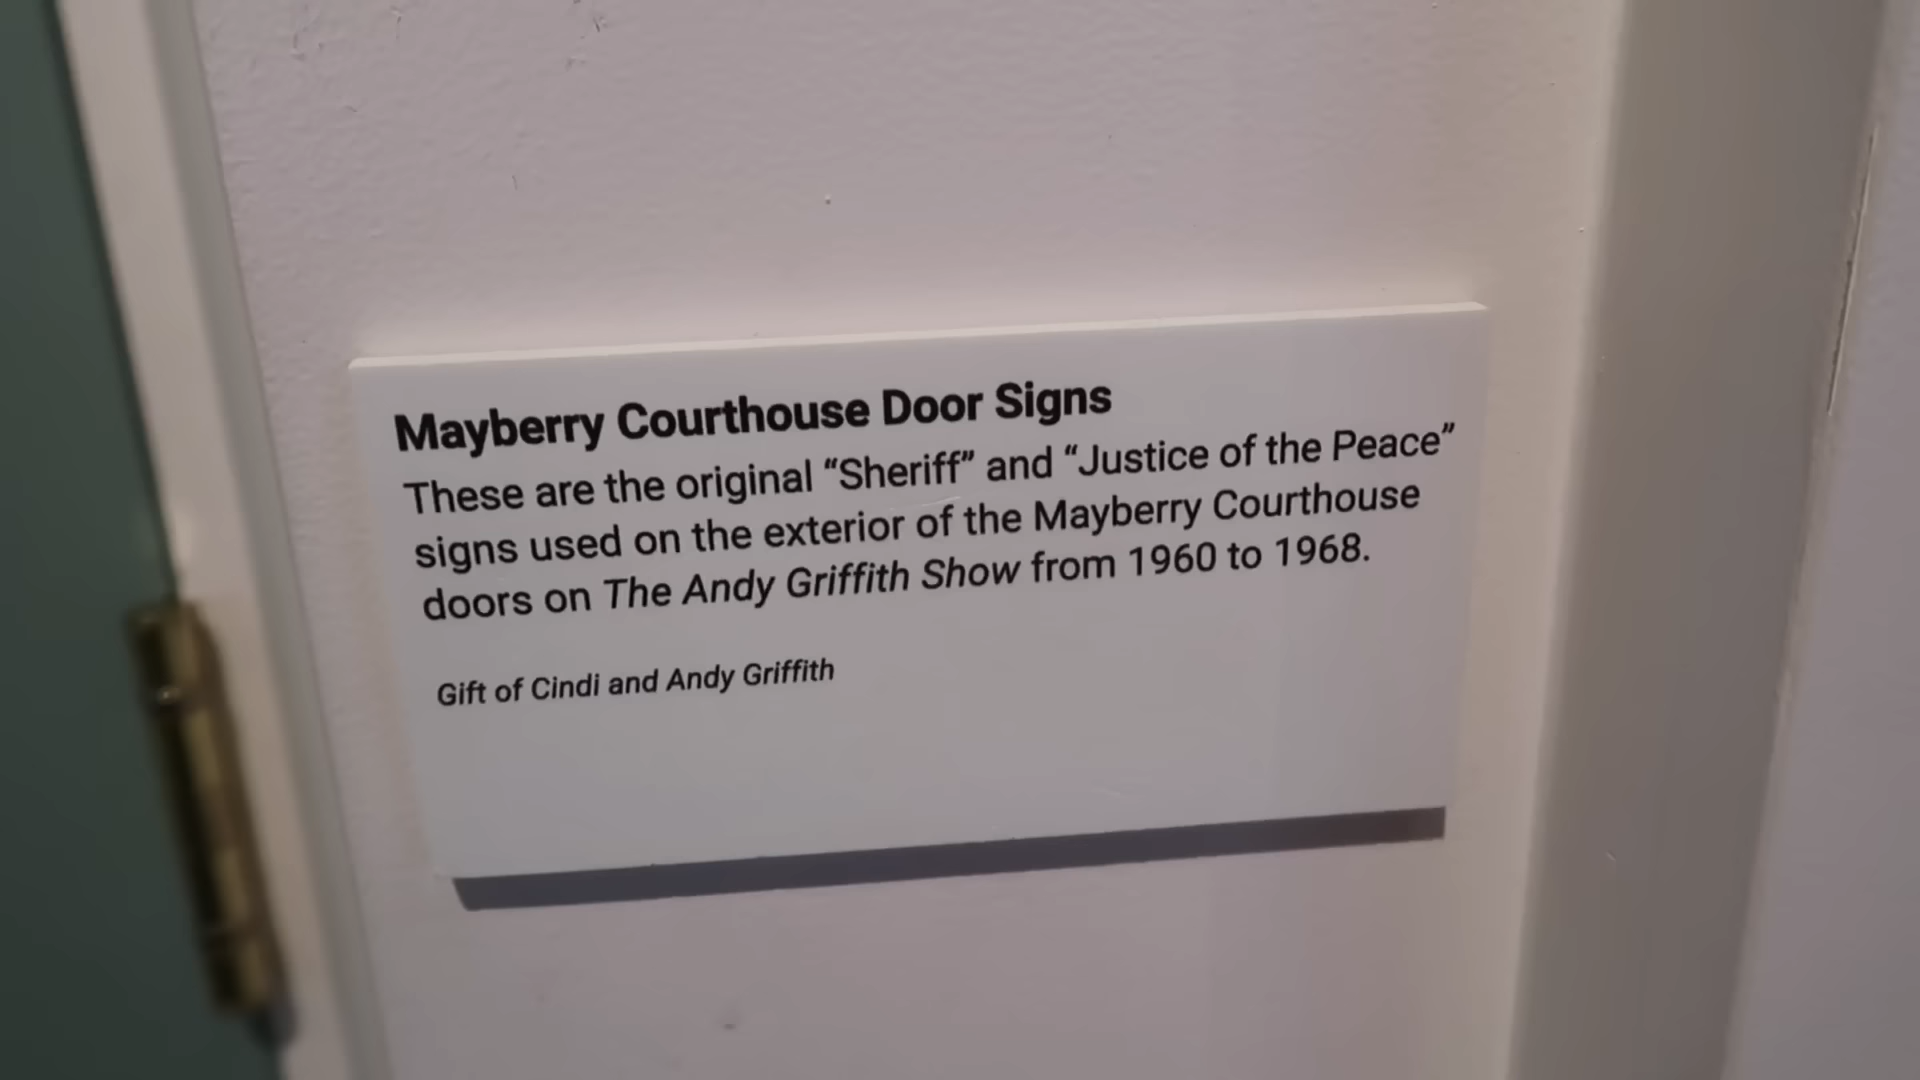 Mayberry Courthouse Door Signs
These are the original “Sheriff” and “Justice of the Peace”
signs used on the exterior of the Mayberry Courthouse
doors on The Andy Griffith Show from 1960 to 1968.
Gift of Cindi and Andy Griffith